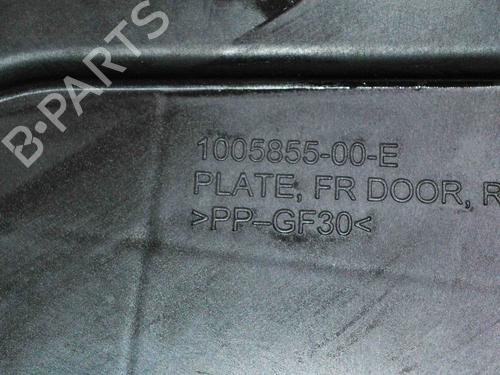 B-PARTS
1005855-00-E
PLATE, FR DOOR, R
>PP-GF30<